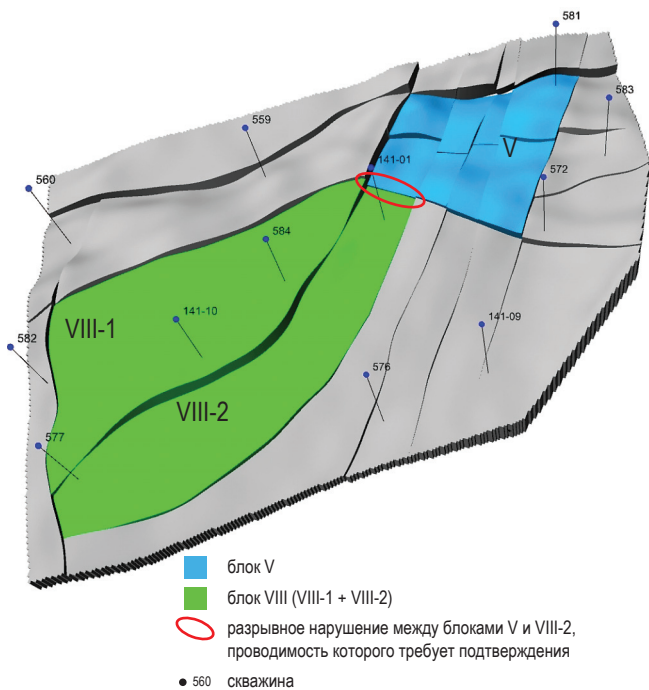 581
583
559
141-01
V
572
560
584
141-10
VIII-1
582
141-09
576
VIII-2
577
блок V
блок VIII (VIII-1 + VIII-2)
разрывное нарушение между блоками V и VIII-2,
проводимость которого требует подтверждения
560 скважина